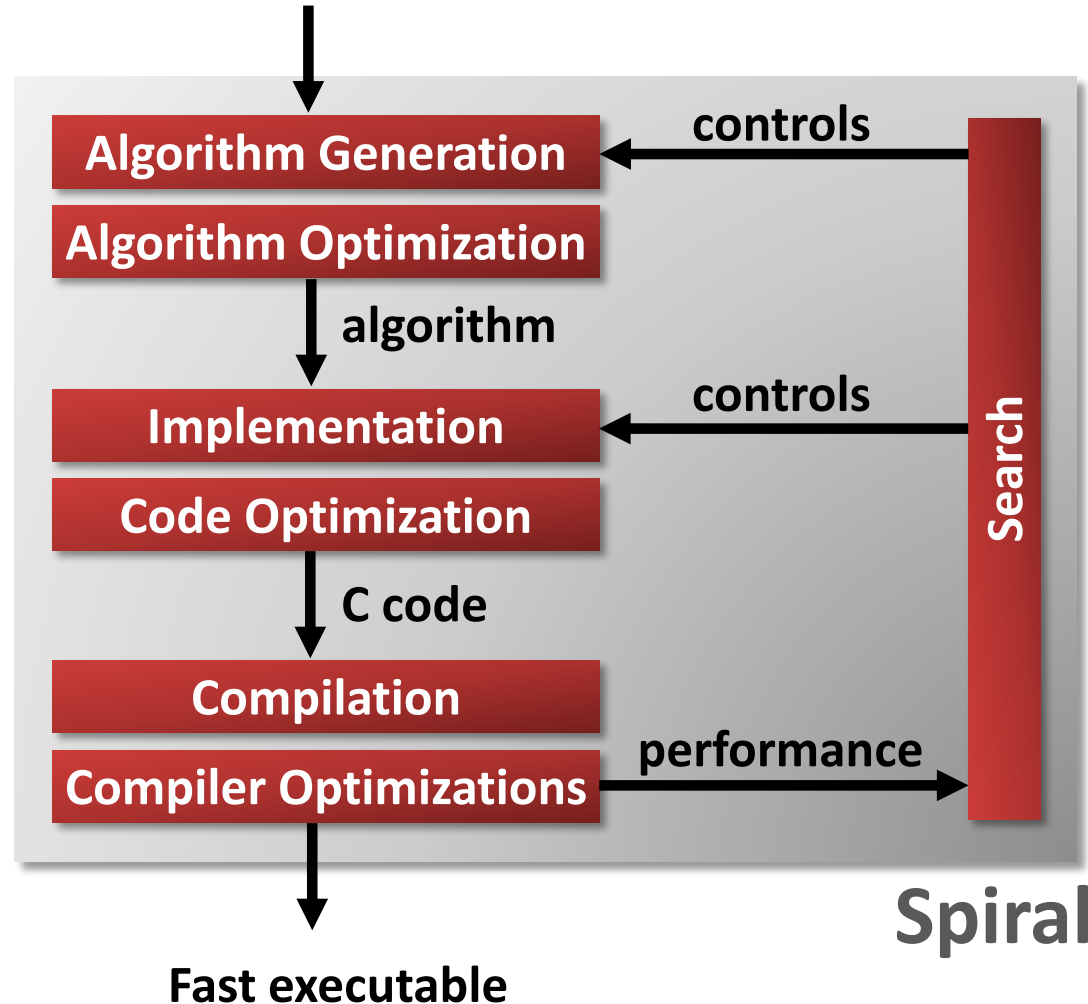 controls
Algorithm Generation
Algorithm Optimization
algorithm
controls
Implementation
Search
Code Optimization
C code
Compilation
performance
Compiler Optimizations
Spiral
Fast executable